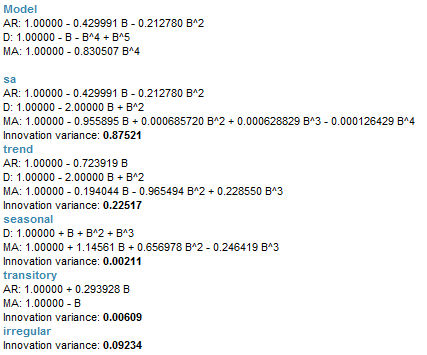 Model
AR: 1.00000 - 0.429991 B - 0.212780 B^2
D: 1.00000 - B - B^4 + B^5
MA: 1.00000 - 0.830507 B^4
sa
AR: 1.00000 - 0.429991 B - 0.212780 B^2
D: 1.00000 - 2.00000 B + B^2
MA: 1.00000 - 0.955895 B + 0.000685720 B^2 + 0.000628829 B^3 - 0.000126429 B^4
Innovation variance: 0.87521
trend
AR: 1.00000 - 0.723919 B
D: 1.00000 - 2.00000 B + B^2
MA: 1.00000 - 0.194044 B - 0.965494 B^2 + 0.228550 B^3
Innovation variance: 0.22517
seasonal
D: 1.00000 + B + B^2 + B^3
MA: 1.00000 + 1.14561 B + 0.656978 B^2 - 0.246419 B^3
Innovation variance: 0.00211
transitory
AR: 1.00000 + 0.293928 B
MA: 1.00000 - B
Innovation variance: 0.00609
irregular
Innovation variance: 0.09234